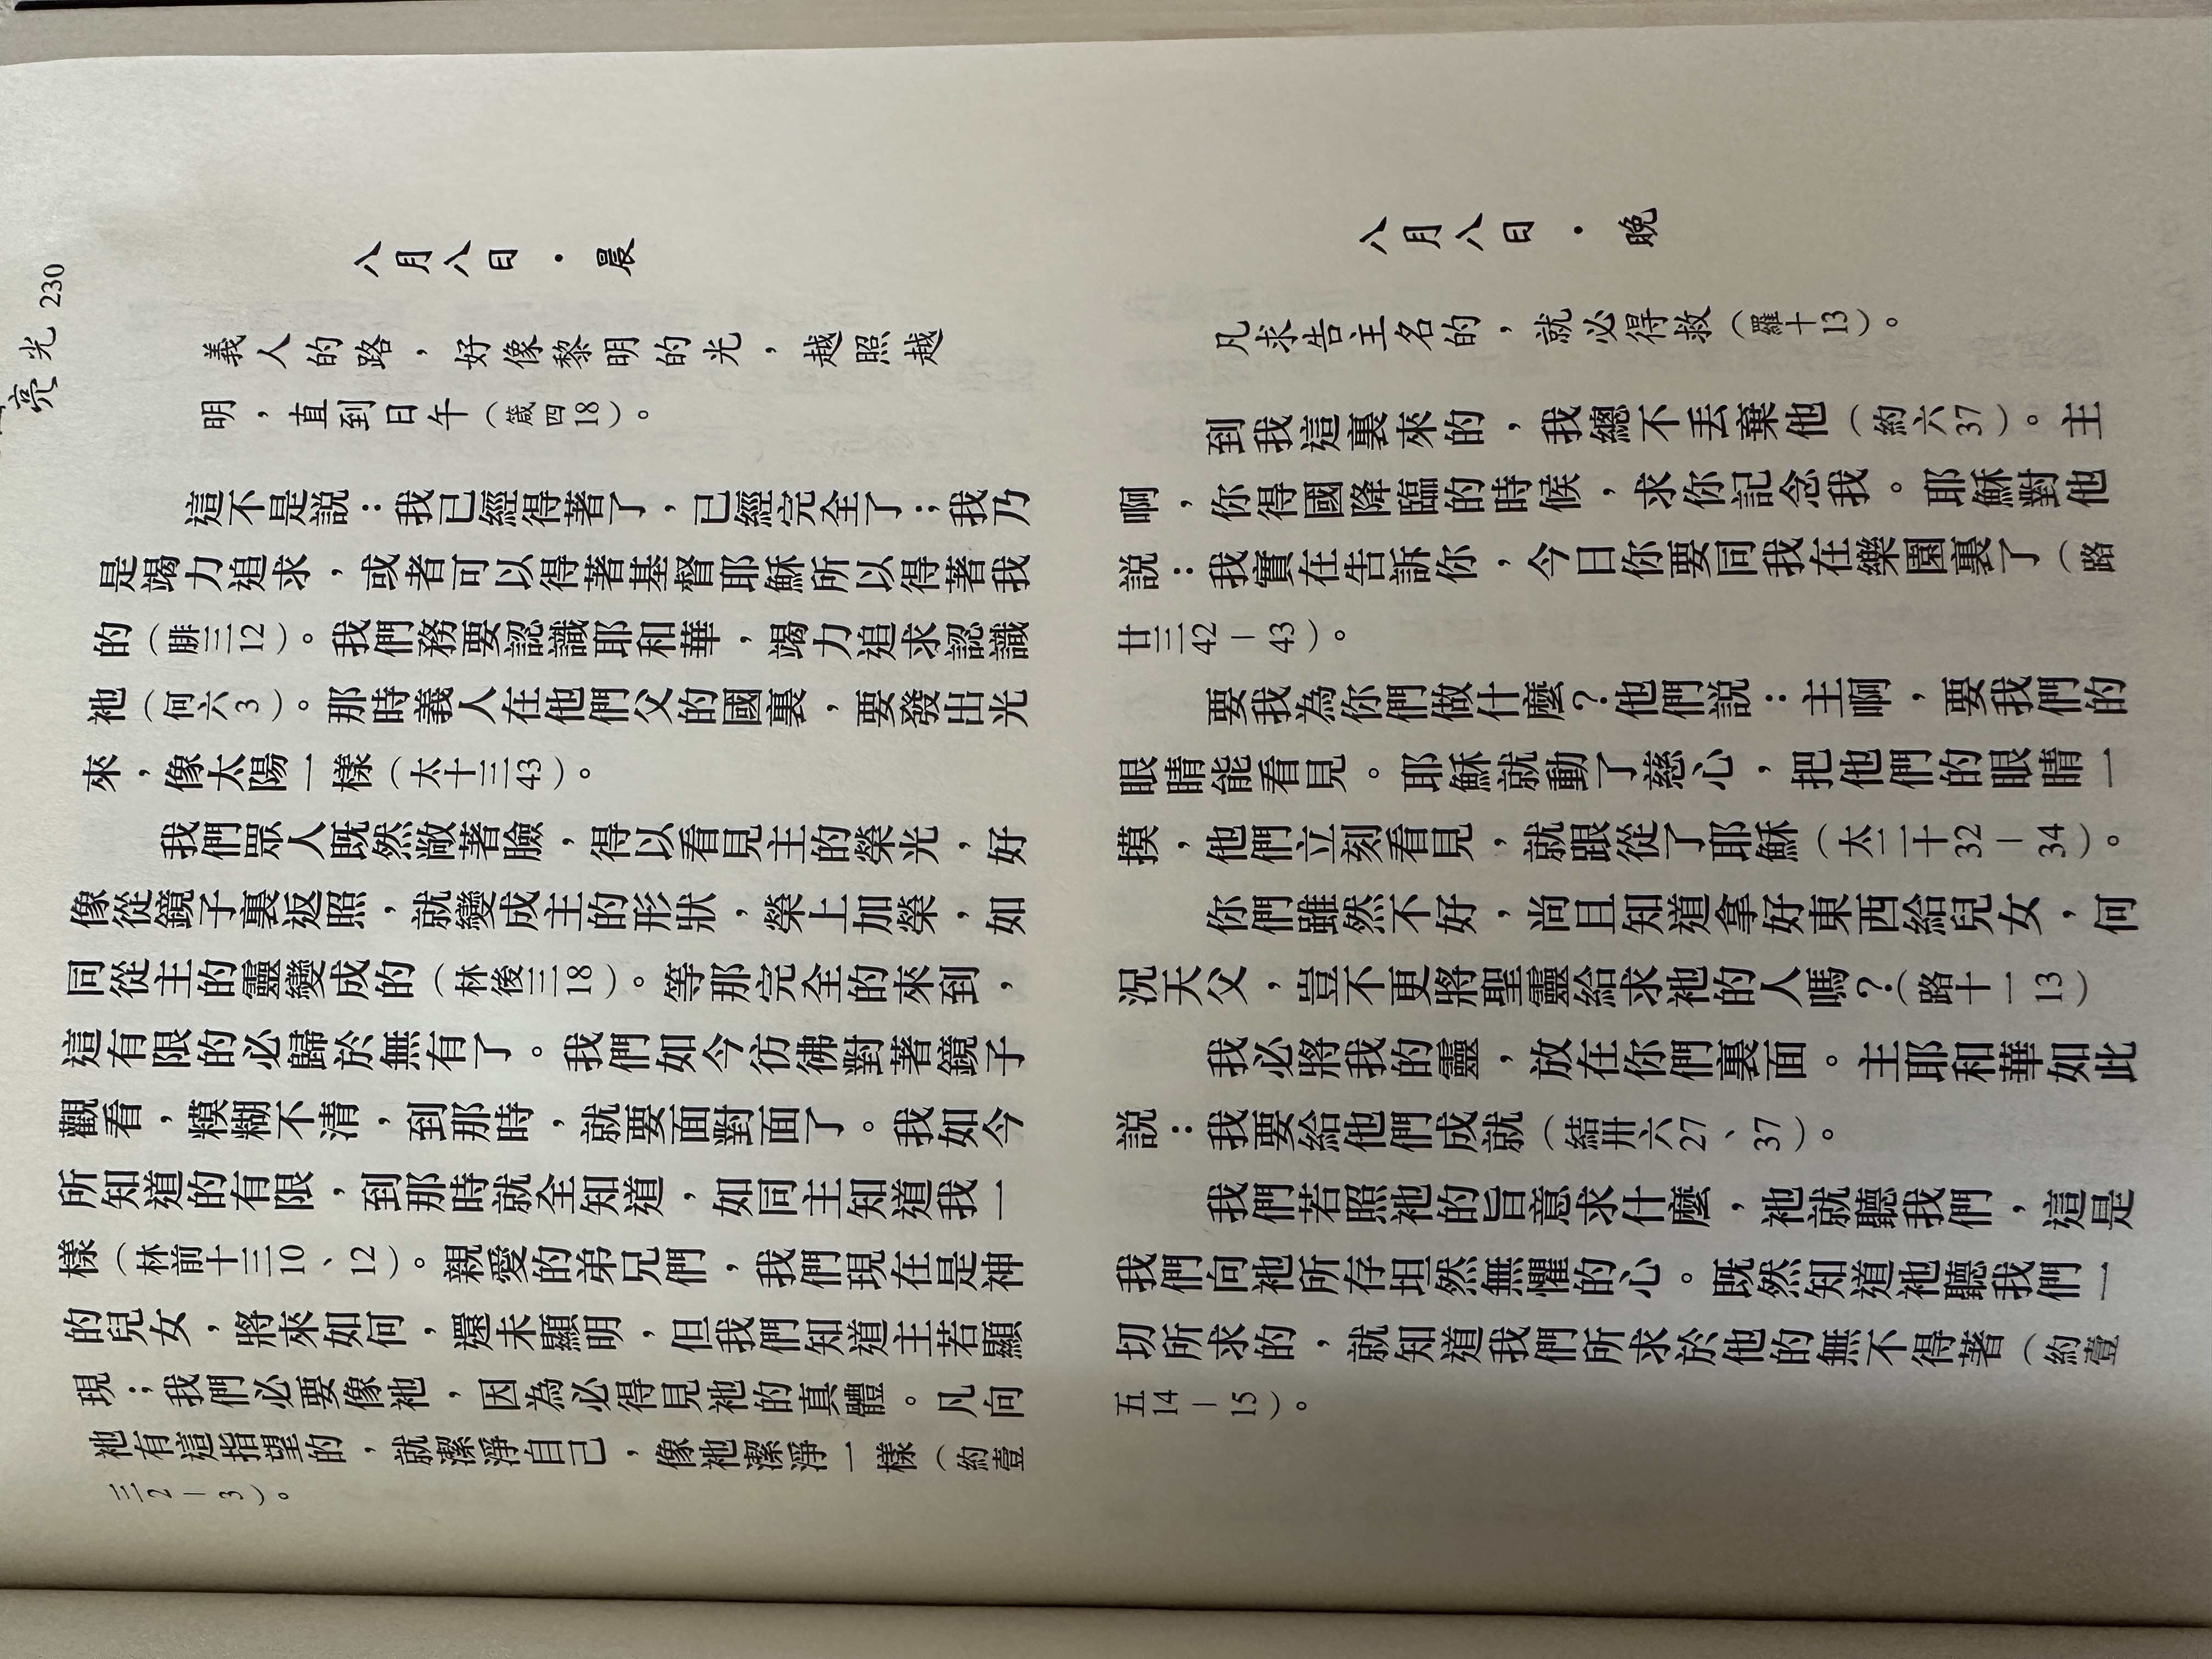 230
光亮
八月八日．晨
義人的路，好像黎明的光，越照越
明，直到日午（箴四18）。
這不是説：我已經得著了，已經完全了；我乃
是竭力追求，或者可以得著基督耶穌所以得著我
的（腓三12）。我們務要認識耶和華，竭力追求認識
祂（何六3）。那時義人在他們父的國裏，要發出光
來，像太陽一樣（太十三43）。
我們眾人既然敞著臉，得以看見主的榮光，好
像從鏡子裏返照，就變成主的形狀，榮上加榮，如
同從主的靈變成的（林後三18）。等那完全的來到，
這有限的必歸於無有了。我們如今彷彿對著鏡子
觀看，糢糊不清，到那時，就要面對面了。我如今
所知道的有限，到那時就全知道，如同主知道我一
樣（林前十三10、12）。親愛的弟兄們，我們現在是神
的兒女，將來如何，還未顯明，但我們知道主若顯
現；我們必要像祂，因為必得見祂的真體。凡向
祂有這指望的，就潔淨自己，像祂潔淨一樣（約壹
三2－3）。
八月八日．晚
凡求告主名的，就必得救（羅十13）。
到我這裏來的，我總不丟棄他（約六37）。主
啊，你得國降臨的時候，求你記念我。耶穌對他
説：我實在告訴你，今日你要同我在樂園裏了（路
廿三42－43）。
要我為你們做什麼？他們説：主啊，要我們的
眼睛能看見。耶穌就動了慈心，把他們的眼睛一
摸，他們立刻看見，就跟從了耶穌（太二十32－34）。
你們雖然不好，尚且知道拿好東西給兒女，何
況天父，豈不更將聖靈給求祂的人嗎？（路十一13）
我必將我的靈，放在你們裏面。主耶和華如此
説：我要給他們成就（結卅六27、37）。
我們若照祂的旨意求什麼，祂就聽我們，這是
我們向祂所存坦然無懼的心。既然知道祂聽我們一
切所求的，就知道我們所求於他的無不得著（約壹
五14－15）。